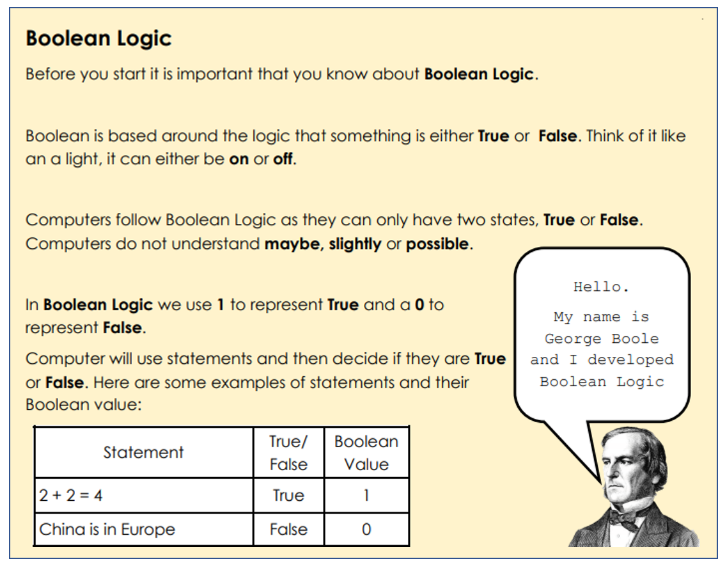 Boolean Logic
Before you start it is important that you know about Boolean Logic.
Boolean is based around the logic that something is either True or False. Think of it like
an a light, it can either be on or off.
Computers follow Boolean Logic as they can only have two states, True or False.
Computers do not understand maybe, slightly or possible.
In Boolean Logic we use 1 to represent True and a 0 to
represent False.
Computer will use statements and then decide if they are True
or False. Here are some examples of statements and their
Boolean value:
Statement True/ Boolean
False Value
2 + 2 = 4 True 1
China is in Europe False 0
Hello.
My name is
George Boole
and I developed
Boolean Logic